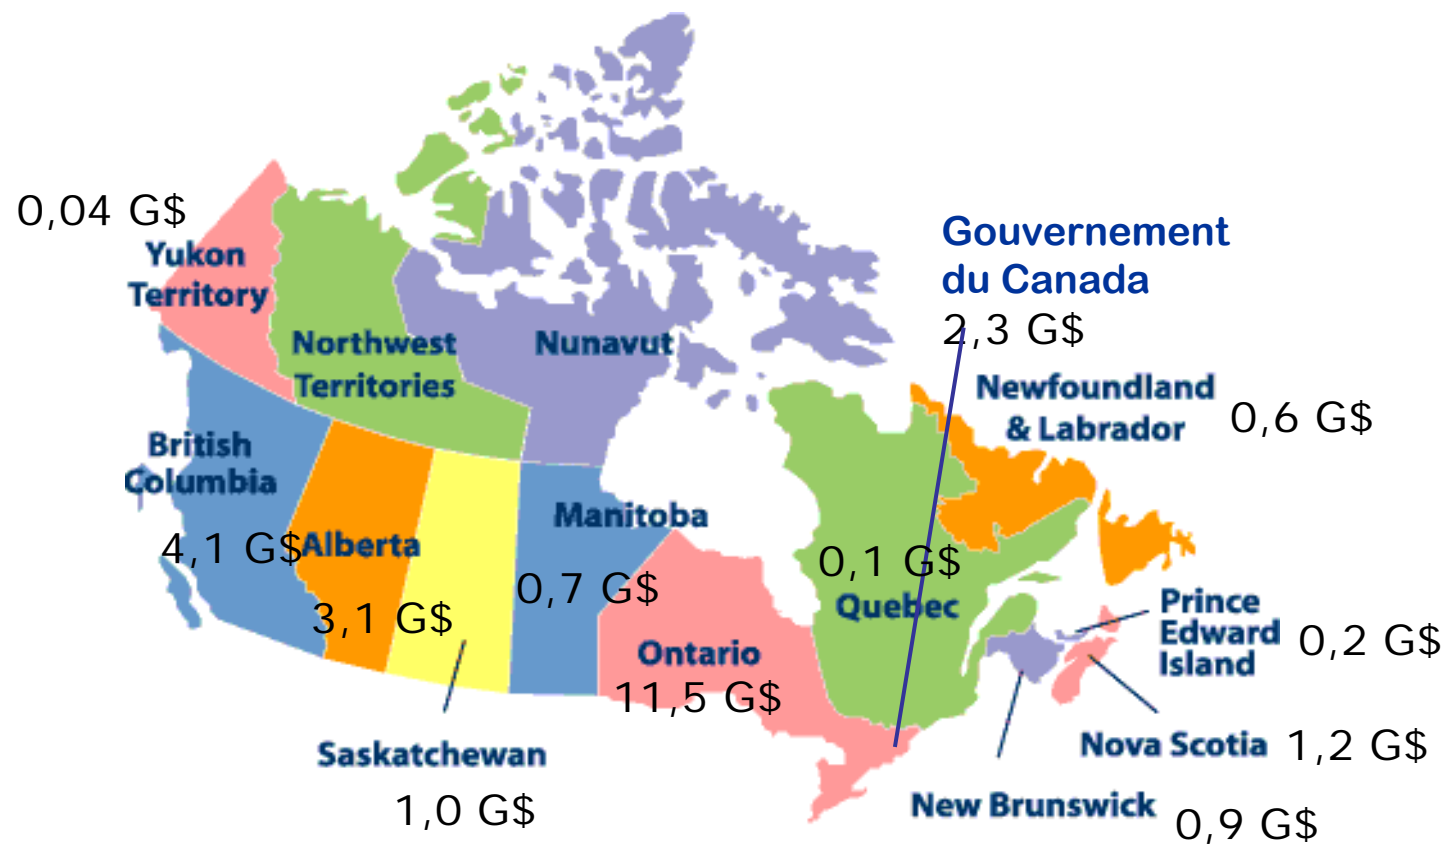 0,04 G$
Yukon
Territory
Gouvernement
du Canada
2,3 G$
Northwest
Territories
Nunavut
Newfoundland
& Labrador
0,6 G$
British
Columbia
4,1 G$
Alberta
3,1 G$
Manitoba
0,7 G$
0,1 G$
Quebec
Ontario
11,5 G$
Prince
Edward
Island
0,2 G$
Saskatchewan
1,0 G$
Nova Scotia
1,2 G$
New Brunswick
0,9 G$